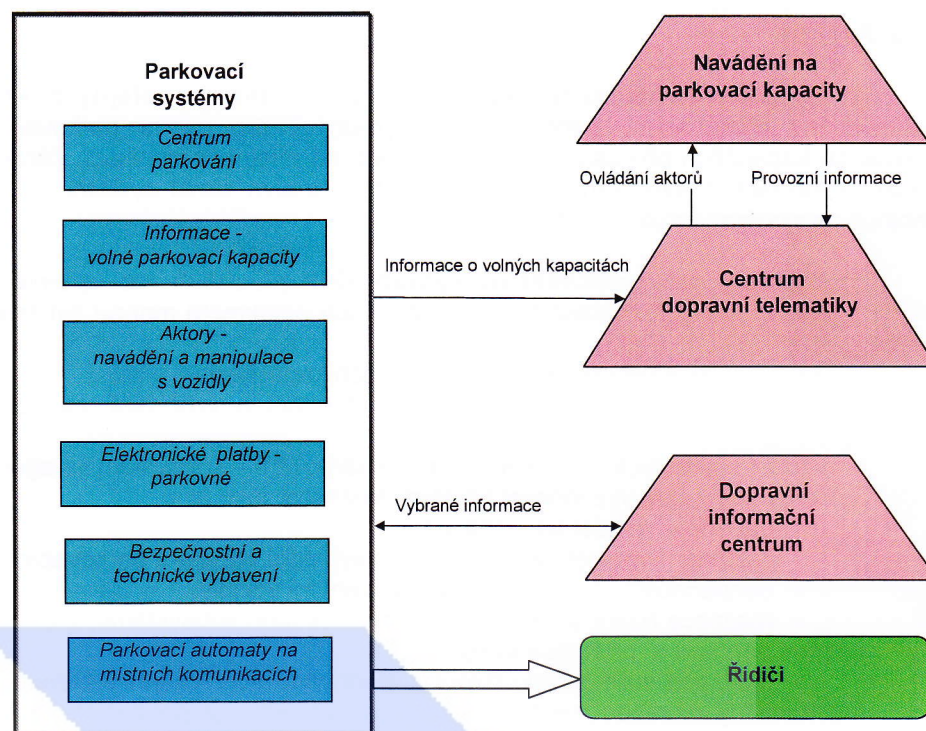 Parkovací
systémy
Centrum
parkování
Informace -
volné parkovací kapacity
Aktory -
navádění a manipulace
s vozidly
Elektronické platby -
parkovné
Bezpečnostní a
technické vybavení
Parkovací automaty na
místních komunikacích
Navádění na
parkovací kapacity
Ovládání aktorů
Provozní informace
Informace o volných kapacitách
Centrum
dopravní telematiky
Vybrané informace
Dopravní
informační
centrum
Řidiči